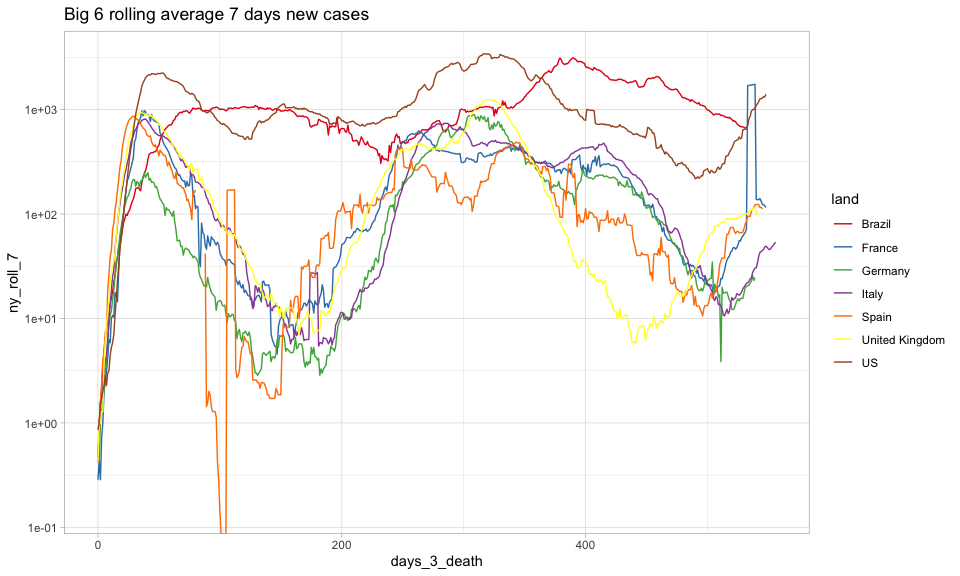 Big 6 rolling average 7 days new cases
ny_roll_7
1e+03
1e+02
1e+01
1e+00
1e-01
0
200
400
days_3_death
land
Brazil
France
Germany
Italy
Spain
United Kingdom
US